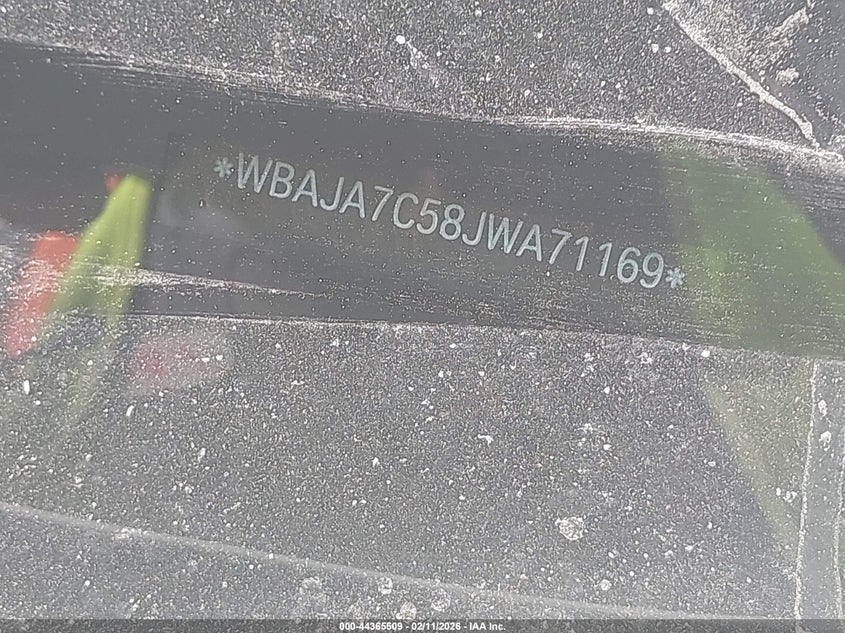 *WBAJA7C58JWA71169*
000-44365509 - 02/11/2026 - IAA Inc.